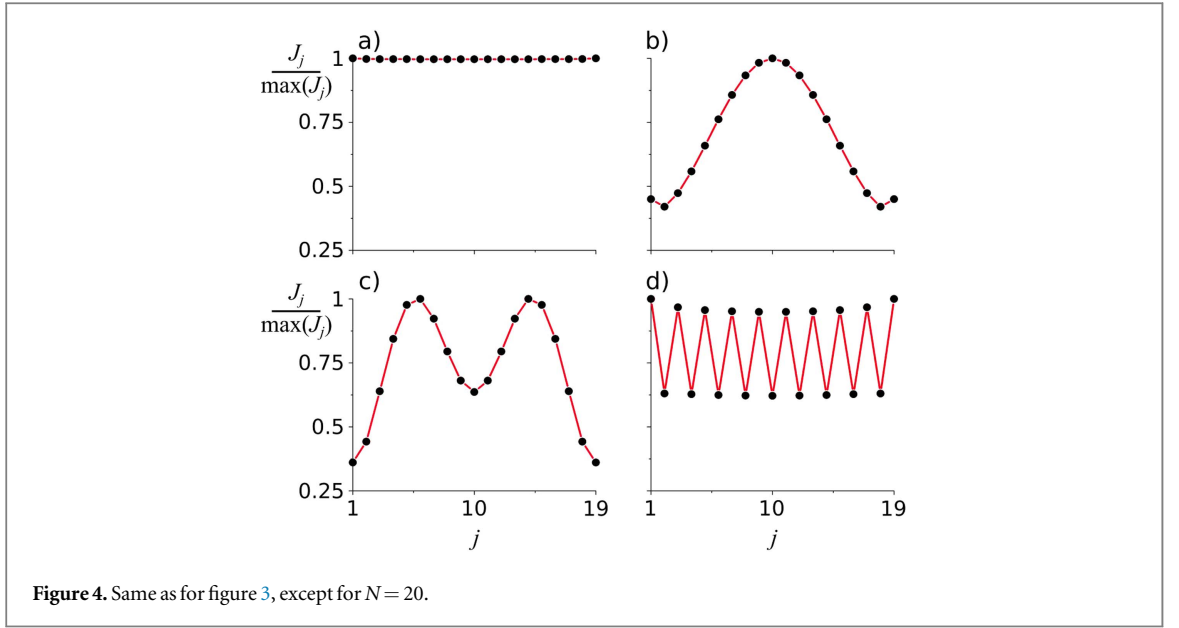 a)
b)
J_j
max(J_j)
1
0.75
0.5
0.25
c)
d)
J_j
max(J_j)
1
0.75
0.5
0.25
1 10 19
1 10 19
j
j
Figure 4. Same as for figure 3, except for N = 20.